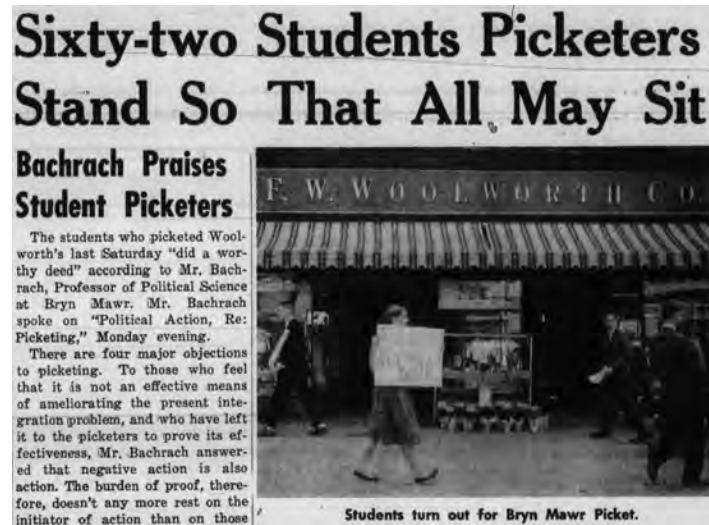 Sixty-two Students Picketers
Stand So That All May Sit
Bachrach Praises
Student Picketers
The students who picketed Wool-
worth's last Saturday "did a wor-
thy deed" according to Mr. Bach-
rach, Professor of Political Science
at Bryn Mawr. Mr. Bachrach
spoke on "Political Action, Re:
Picketing," Monday evening.
There are four major objections
to picketing. To those who feel
that it is not an effective means
of ameliorating the present inte-
gration problem, and who have left
it to the picketers to prove its ef-
fectiveness, Mr. Bachrach answer-
ed that negative action is also
action. The burden of proof, there-
fore, doesn't any more rest on the
initiator of action than on those
F. W. WOOLWORTH CO.
Students turn out for Bryn Mawr Picket.